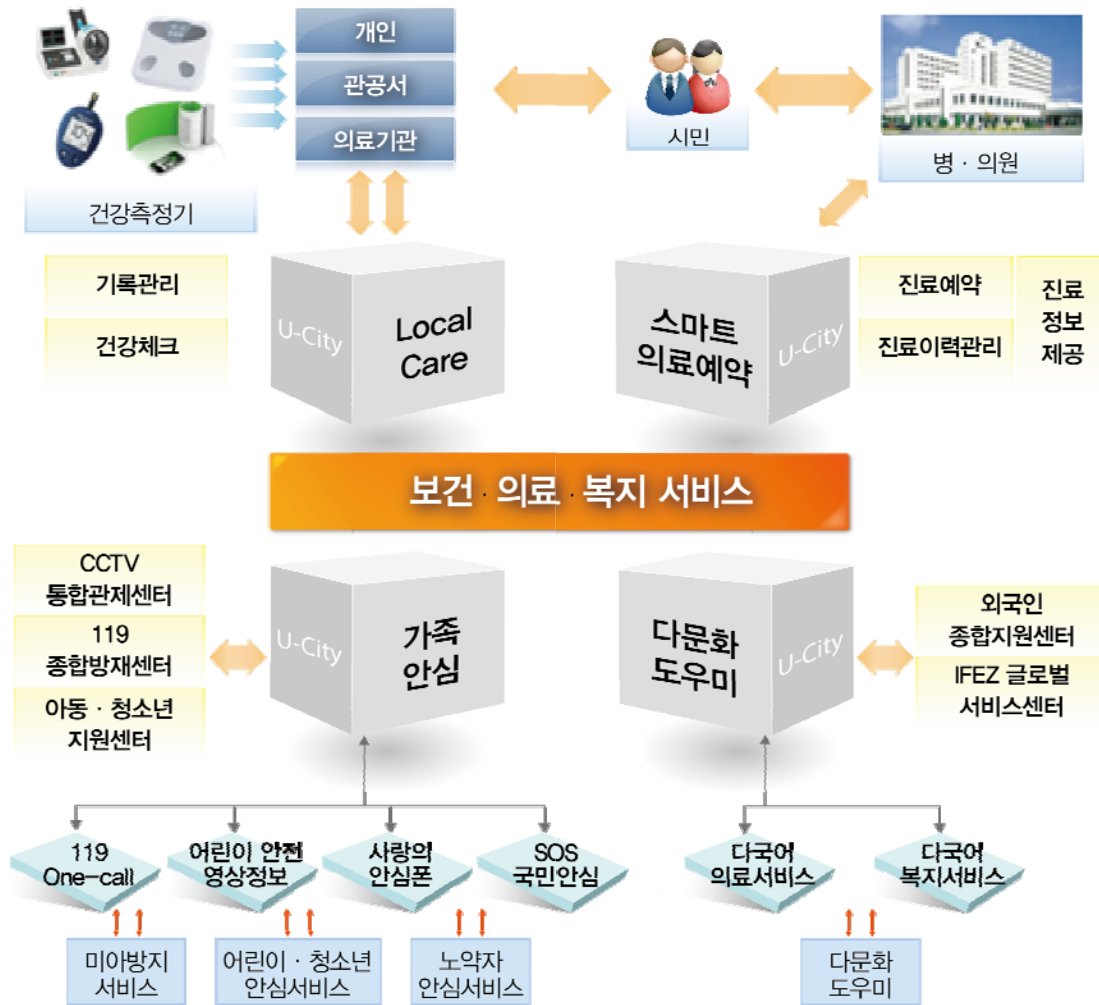 개인
관공서
의료기관
시민
병 · 의원
건강측정기
기록관리
건강체크
U-City
Local
Care
스마트
의료예약
U-City
진료예약
진료이력관리
진료
정보
제공
보건 · 의료 · 복지 서비스
CCTV
통합관제센터
119
종합방재센터
아동 · 청소년
지원센터
U-City
가족
안심
다문화
도우미
U-City
외국인
종합지원센터
IFEZ 글로벌
서비스센터
119
One-call
어린이 안전
영상정보
사랑의
안심폰
SOS
국민안심
다국어
의료서비스
다국어
복지서비스
미아방지
서비스
어린이 · 청소년
안심서비스
노약자
안심서비스
다문화
도우미